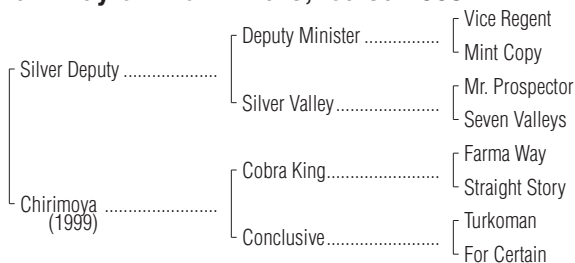 Vice Regent
Deputy Minister ................
Mint Copy
Silver Deputy ....................
Mr. Prospector
Silver Valley......................
Seven Valleys
Farma Way
Cobra King........................
Straight Story
Chirimoya ........................
(1999)
Turkoman
Conclusive........................
For Certain